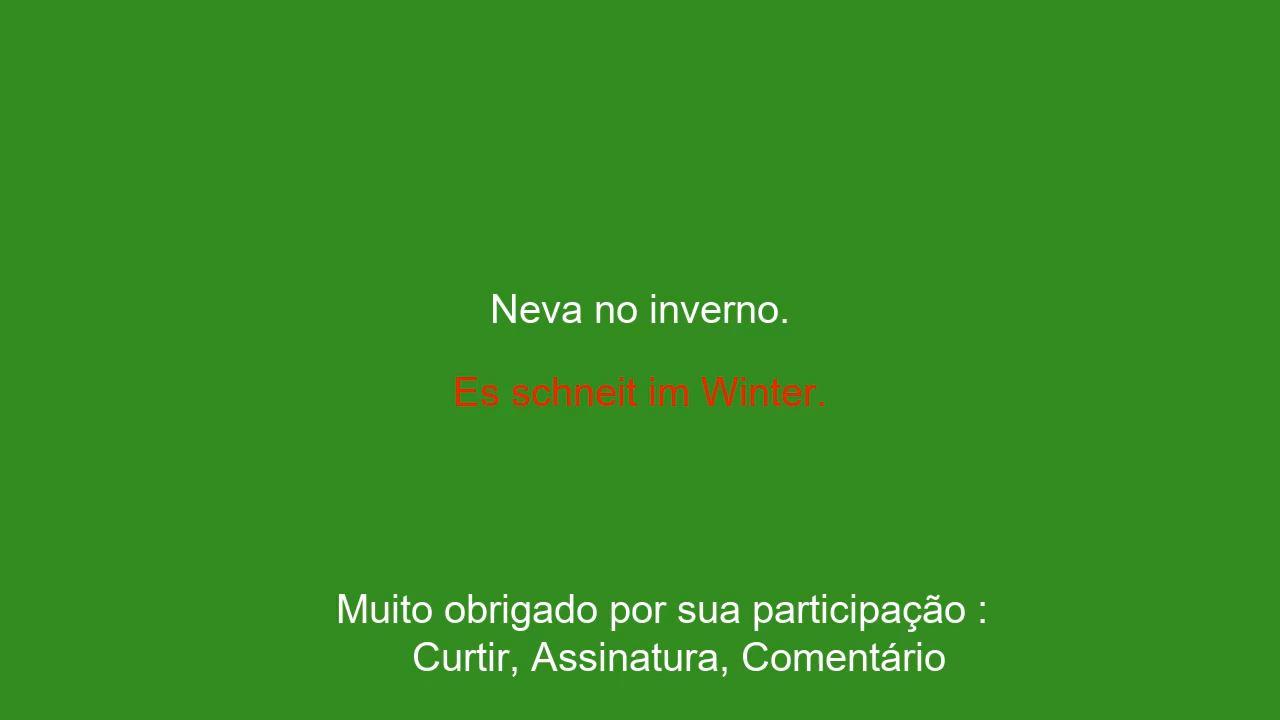 Neva no inverno.
Es schneit im Winter.
Muito obrigado por sua participação :
Curtir, Assinatura, Comentário